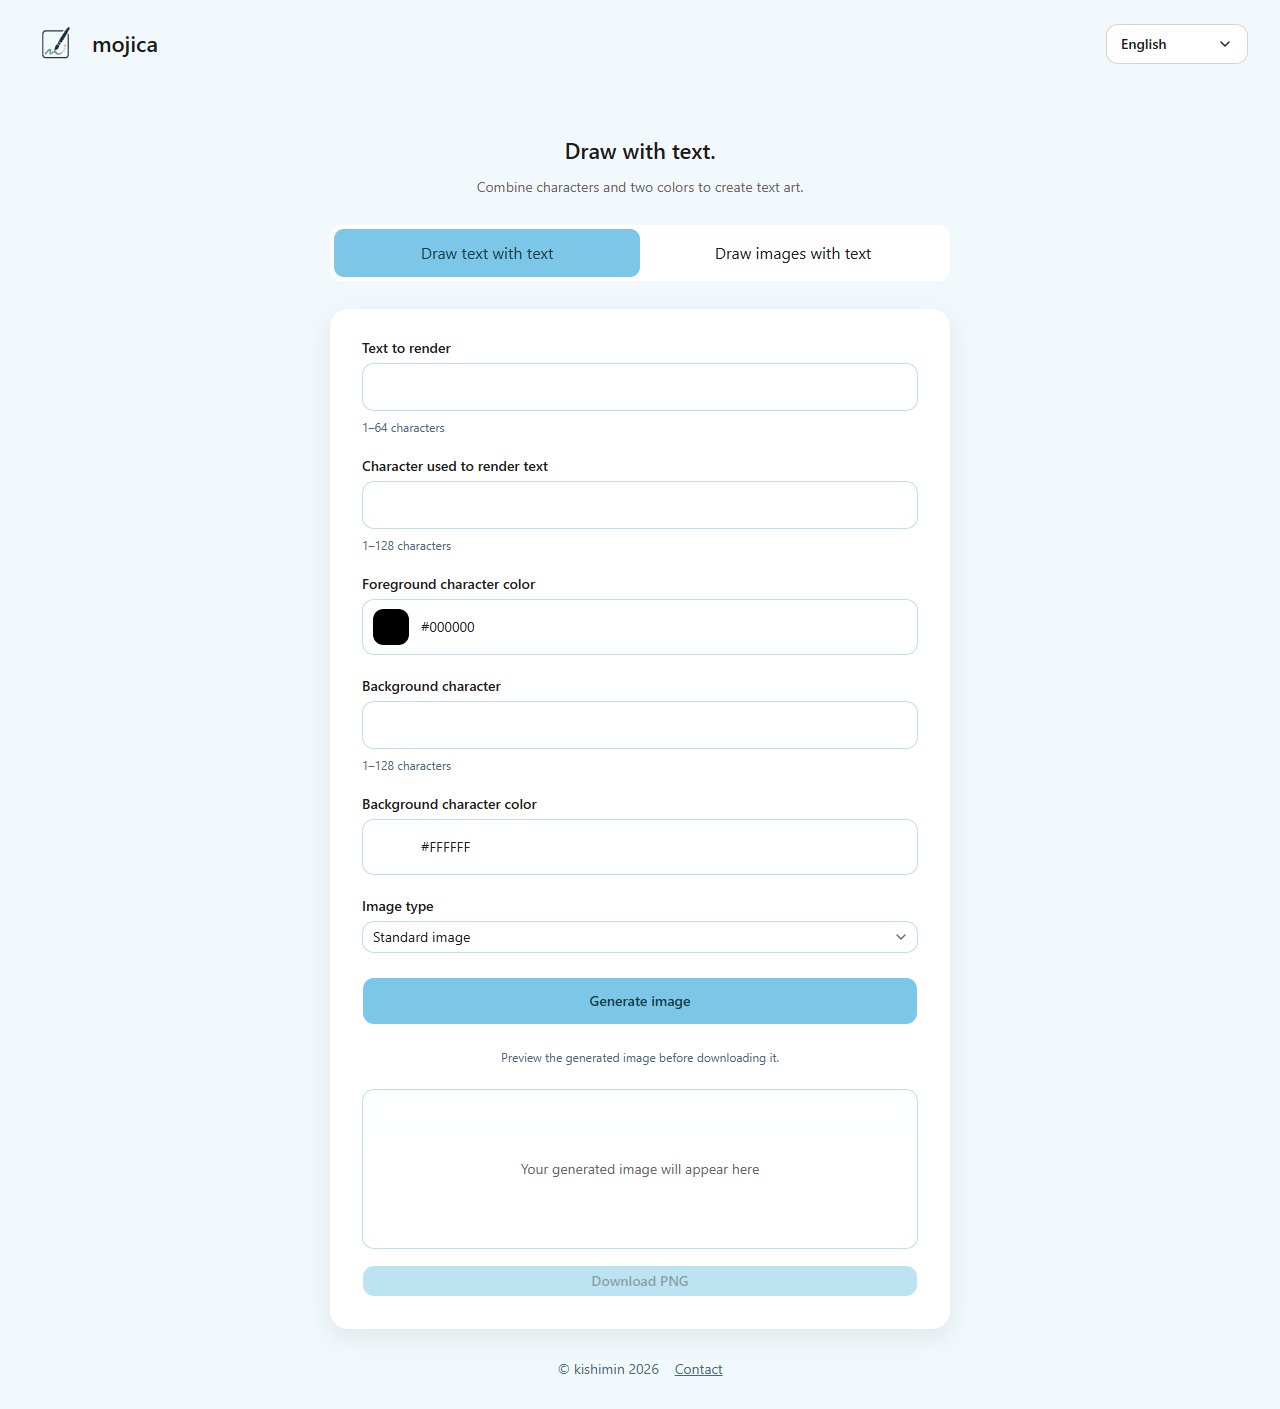 mojica
English
Draw with text.
Combine characters and two colors to create text art.
Draw text with text
Draw images with text
Text to render
1–64 characters
Character used to render text
1–128 characters
Foreground character color
#000000
Background character
1–128 characters
Background character color
#FFFFFF
Image type
Standard image
Generate image
Preview the generated image before downloading it.
Your generated image will appear here
Download PNG
© kishimin 2026 Contact